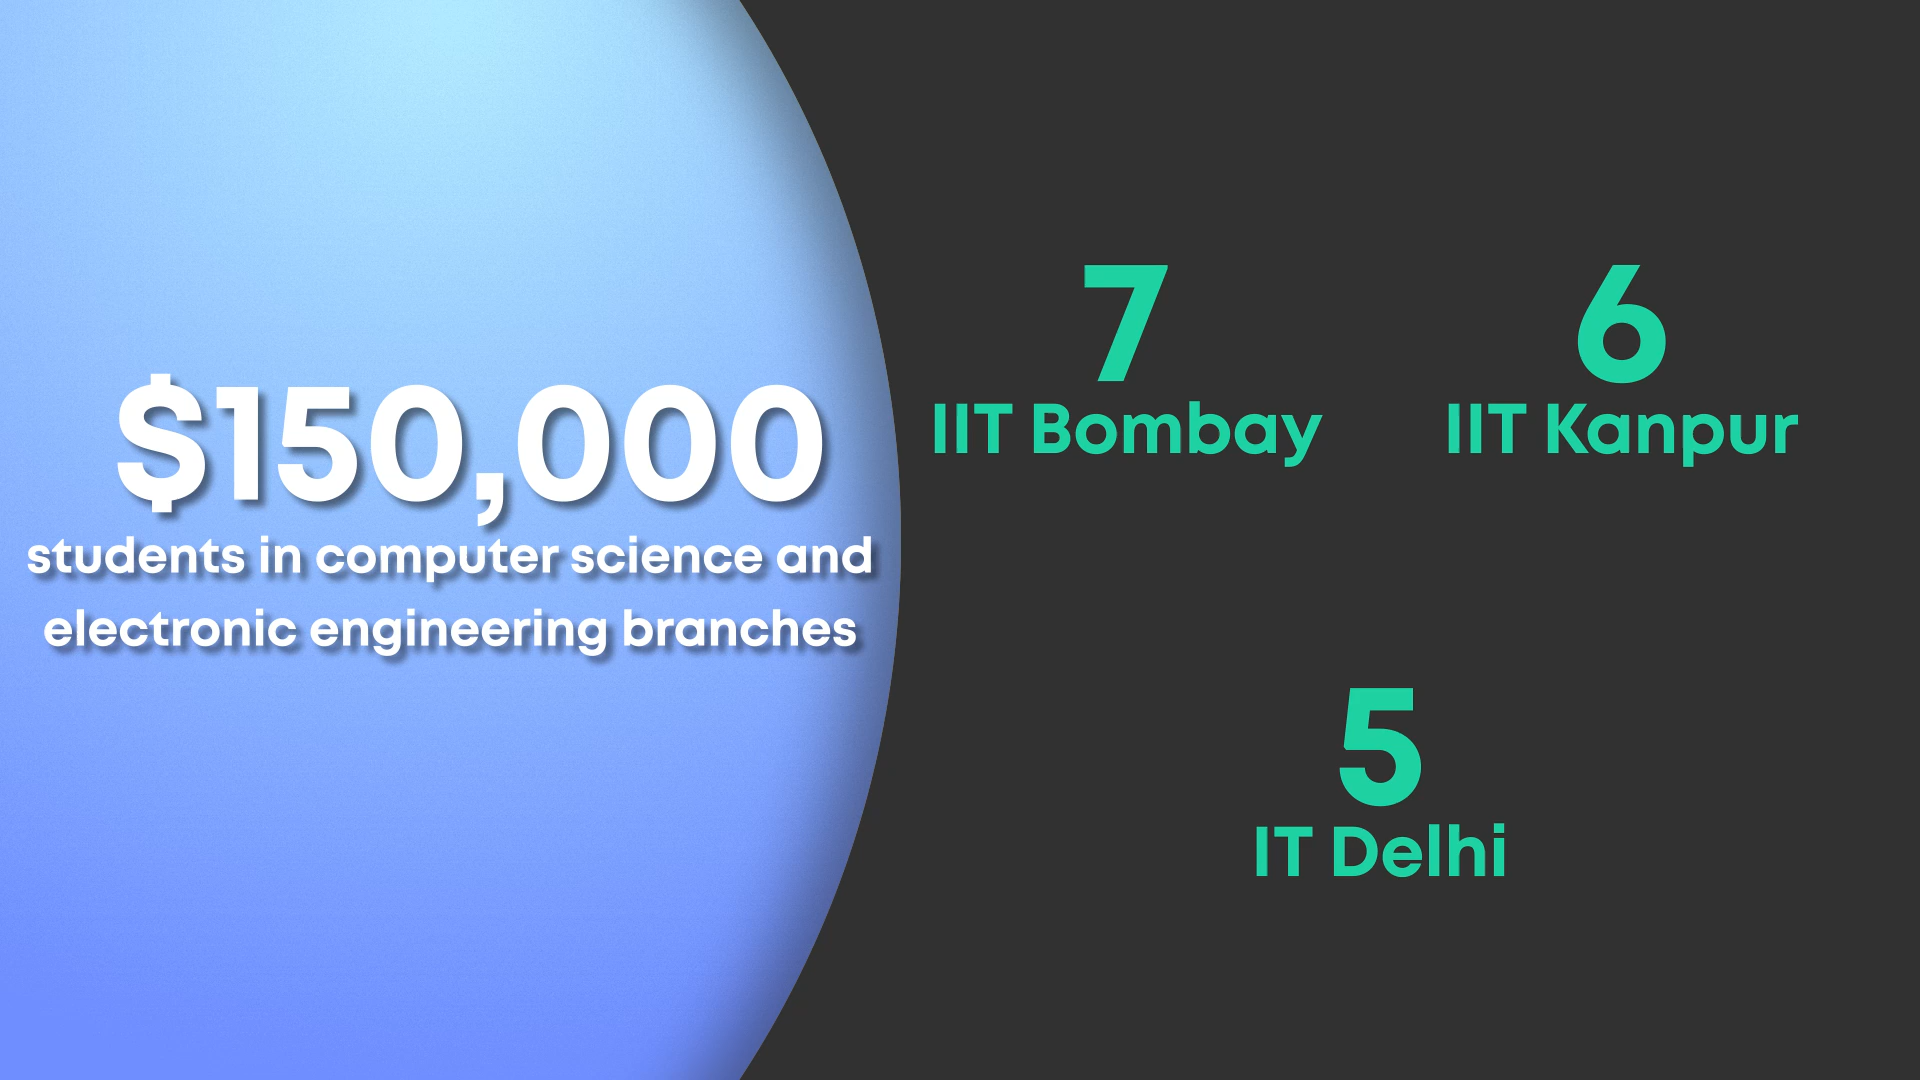 $150,000
students in computer science and
electronic engineering branches
7
IIT Bombay
6
IIT Kanpur
5
IT Delhi